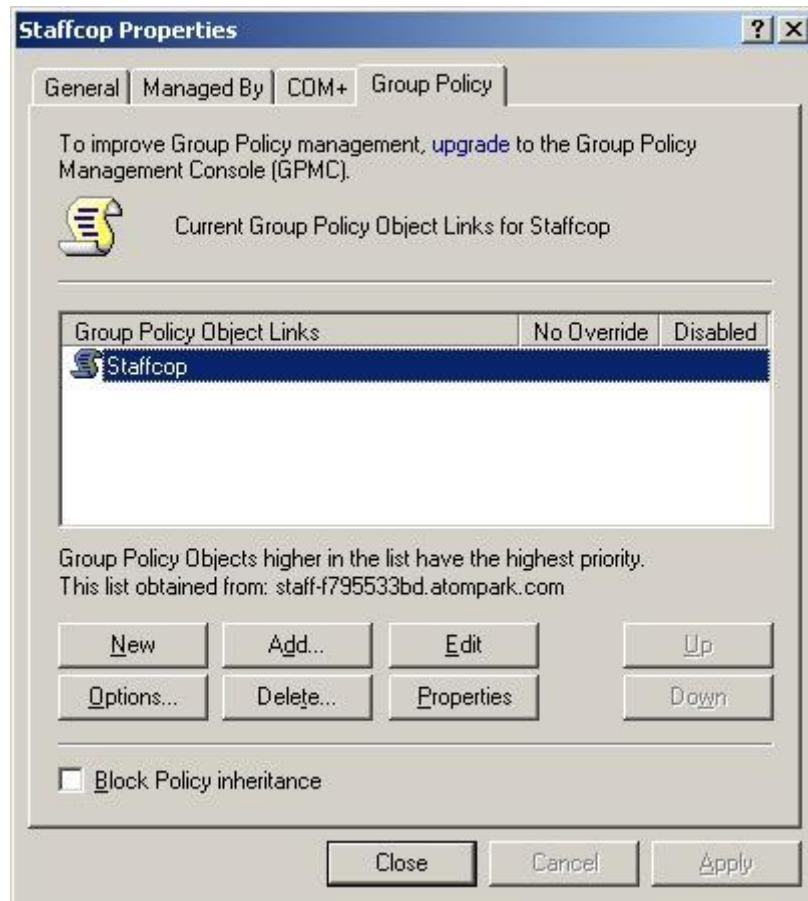 Staffcop Properties
General Managed By COM+ Group Policy
To improve Group Policy management, upgrade to the Group Policy
Management Console (GPMC).
Current Group Policy Object Links for Staffcop
Group Policy Object Links No Override Disabled
Staffcop
Group Policy Objects higher in the list have the highest priority.
This list obtained from: staff-f795533bd.atompark.com
New Add... Edit Up
Options... Delete... Properties Down
Block Policy inheritance
Close Cancel Apply